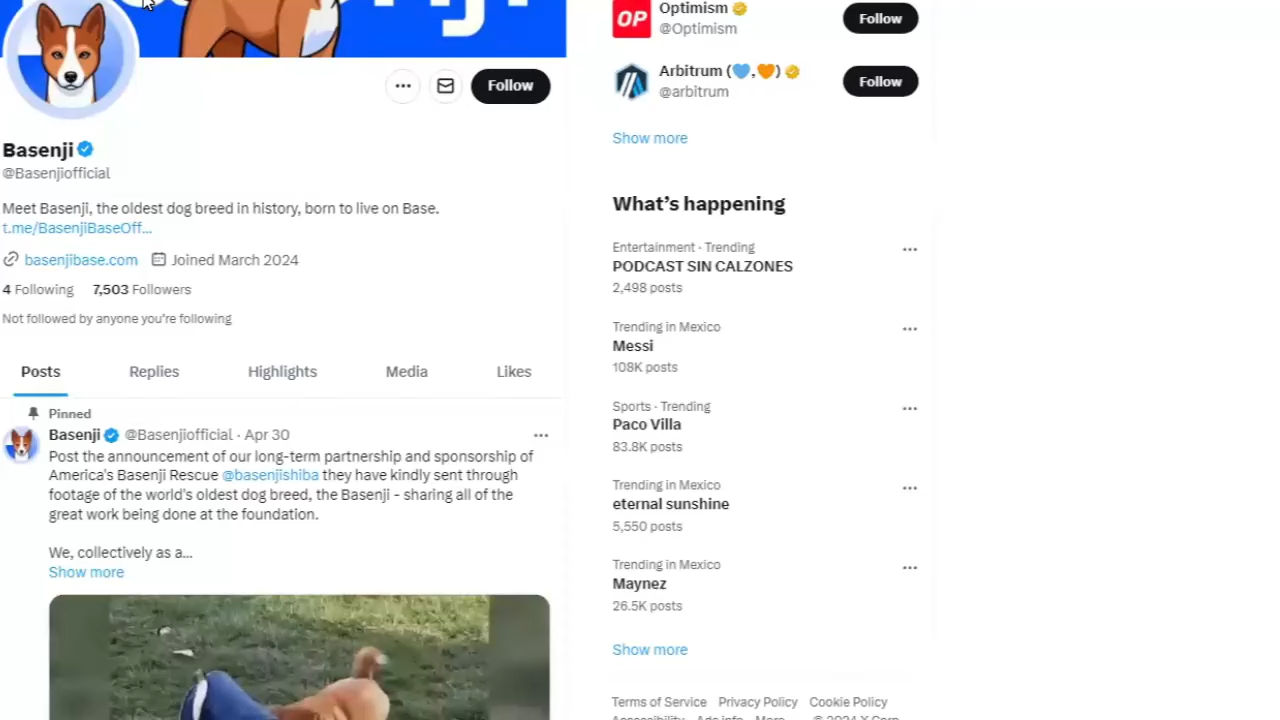 Follow
Basenji
@Basenjiofficial
Meet Basenji, the oldest dog breed in history, born to live on Base.
t.me/BasenjiBaseOff...
basenjibase.com Joined March 2024
4 Following 7,503 Followers
Not followed by anyone you're following
Posts Replies Highlights Media Likes
Pinned
Basenji @Basenjiofficial · Apr 30
Post the announcement of our long-term partnership and sponsorship of
America's Basenji Rescue @basenjishiba they have kindly sent through
footage of the world's oldest dog breed, the Basenji - sharing all of the
great work being done at the foundation.
We, collectively as a...
Show more
OP
Optimism
@Optimism
Follow
Arbitrum (💙,🧡)
@arbitrum
Follow
Show more
What's happening
Entertainment · Trending
PODCAST SIN CALZONES
2,498 posts
Trending in Mexico
Messi
108K posts
Sports · Trending
Paco Villa
83.8K posts
Trending in Mexico
eternal sunshine
5,550 posts
Trending in Mexico
Maynez
26.5K posts
Show more
Terms of Service Privacy Policy Cookie Policy
Accessibility Ads info More © 2024 X Corp.